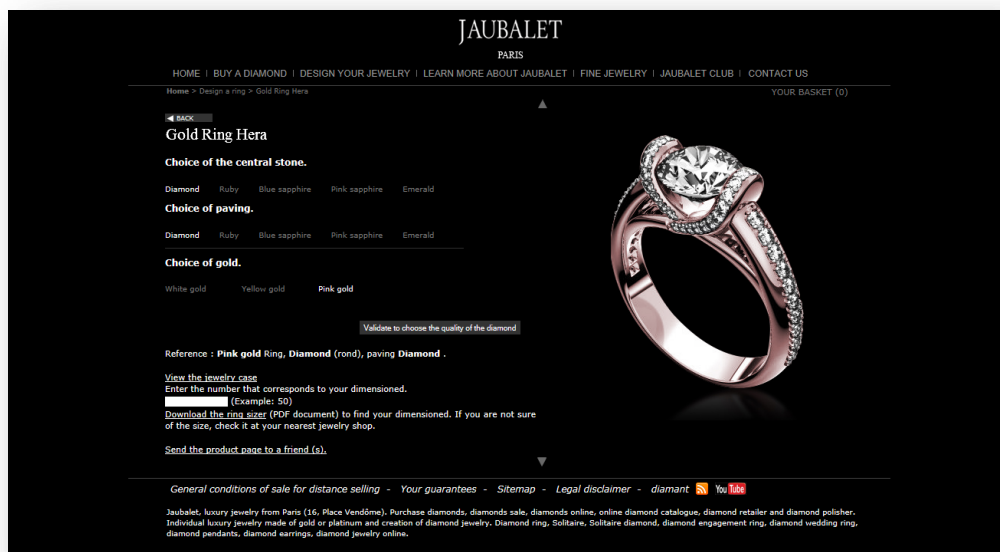 JAUBALET
PARIS
HOME | BUY A DIAMOND | DESIGN YOUR JEWELRY | LEARN MORE ABOUT JAUBALET | FINE JEWELRY | JAUBALET CLUB | CONTACT US
Home > Design a ring > Gold Ring Hera
YOUR BASKET (0)
BACK
Gold Ring Hera
Choice of the central stone.
Diamond Ruby Blue sapphire Pink sapphire Emerald
Choice of paving.
Diamond Ruby Blue sapphire Pink sapphire Emerald
Choice of gold.
White gold Yellow gold Pink gold
Validate to choose the quality of the diamond
Reference : Pink gold Ring, Diamond (rond), paving Diamond .
View the jewelry case
Enter the number that corresponds to your dimensioned.
(Example: 50)
Download the ring sizer (PDF document) to find your dimensioned. If you are not sure
of the size, check it at your nearest jewelry shop.
Send the product page to a friend (s).
General conditions of sale for distance selling - Your guarantees - Sitemap - Legal disclaimer - diamant You Tube
Jaubalet, luxury jewelry from Paris (16, Place Vendôme). Purchase diamonds, diamonds sale, diamonds online, online diamond catalogue, diamond retailer and diamond polisher.
Individual luxury jewelry made of gold or platinum and creation of diamond jewelry. Diamond ring, Solitaire, Solitaire diamond, diamond engagement ring, diamond wedding ring,
diamond pendants, diamond earrings, diamond jewelry online.